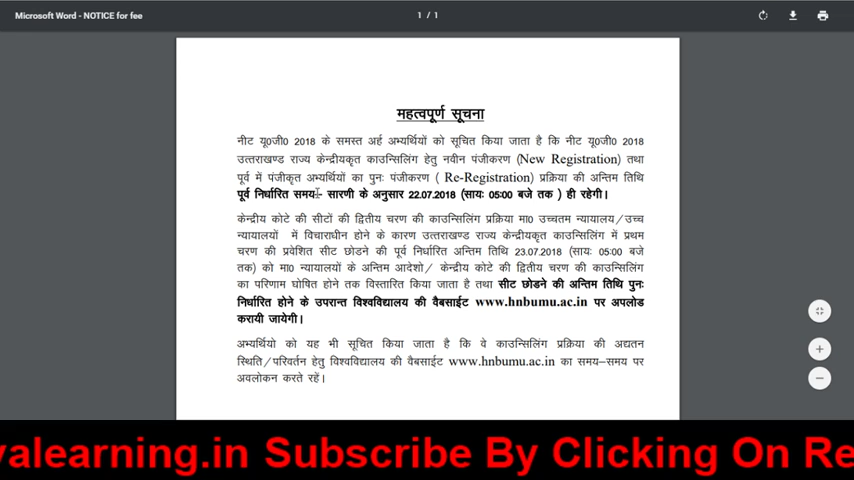 Microsoft Word - NOTICE for fee
1 / 1
महत्वपूर्ण सूचना
नीट यू0जी0 2018 के समस्त अर्ह अभ्यर्थियों को सूचित किया जाता है कि नीट यू0जी0 2018
उत्तराखण्ड राज्य केन्द्रीयकृत काउन्सिलिंग हेतु नवीन पंजीकरण (New Registration) तथा
पूर्व में पंजीकृत अभ्यर्थियों का पुनः पंजीकरण ( Re-Registration) प्रक्रिया की अन्तिम तिथि
पूर्व निर्धारित समय- सारणी के अनुसार 22.07.2018 (सायः 05:00 बजे तक ) ही रहेगी।
केन्द्रीय कोटे की सीटों की द्वितीय चरण की काउन्सिलिंग प्रक्रिया मा0 उच्चतम न्यायालय/उच्च
न्यायालयों में विचाराधीन होने के कारण उत्तराखण्ड राज्य केन्द्रीयकृत काउन्सिलिंग में प्रथम
चरण की प्रवेशित सीट छोडने की पूर्व निर्धारित अन्तिम तिथि 23.07.2018 (सायः 05:00 बजे
तक) को मा0 न्यायालयों के अन्तिम आदेशो/ केन्द्रीय कोटे की द्वितीय चरण की काउन्सिलिंग
का परिणाम घोषित होने तक विस्तारित किया जाता है तथा सीट छोडने की अन्तिम तिथि पुनः
निर्धारित होने के उपरान्त विश्वविद्यालय की वैबसाईट www.hnbumu.ac.in पर अपलोड
करायी जायेगी।
अभ्यर्थियो को यह भी सूचित किया जाता है कि वे काउन्सिलिंग प्रक्रिया की अद्यतन
स्थिति/परिवर्तन हेतु विश्वविद्यालय की वैबसाईट www.hnbumu.ac.in का समय-समय पर
अवलोकन करते रहें।
yalearning.in Subscribe By Clicking On Re